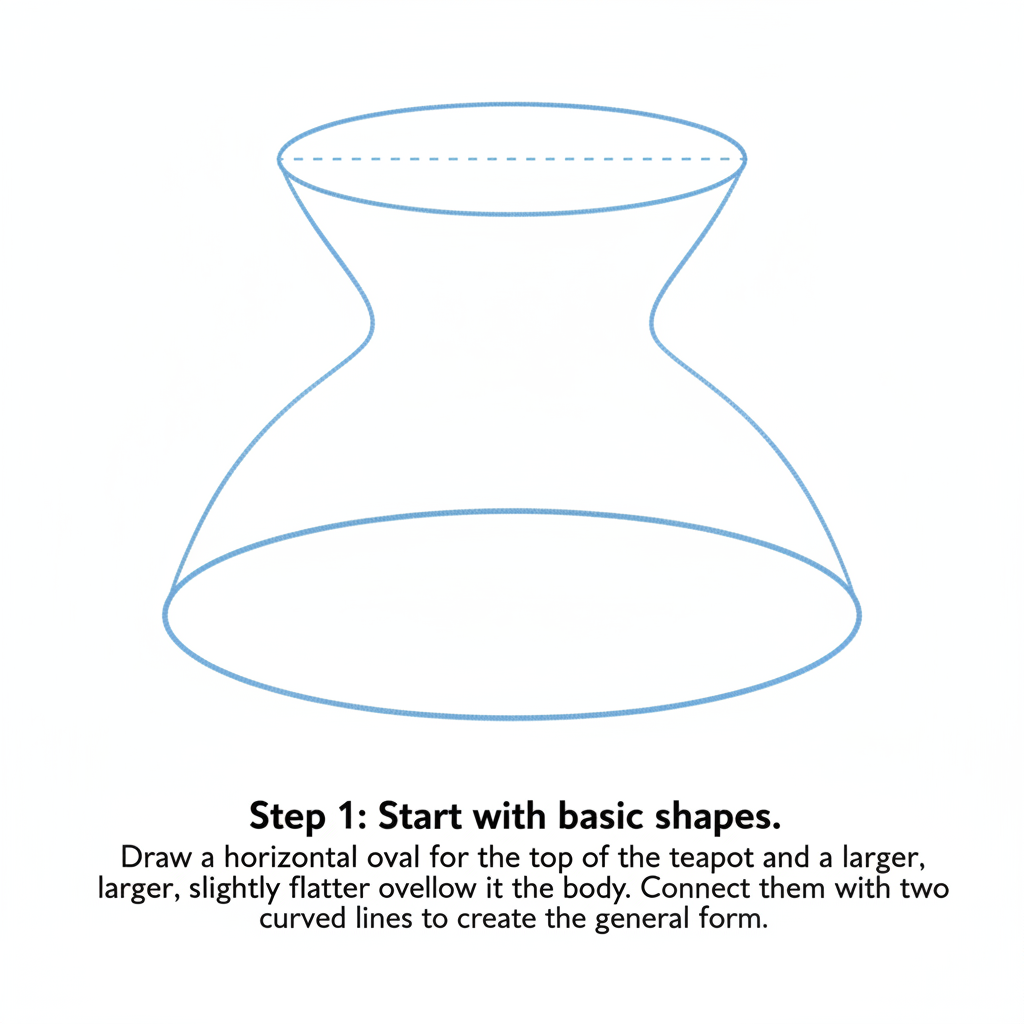 Step 1: Start with basic shapes.
Draw a horizontal oval for the top of the teapot and a larger,
larger, slightly flatter ovellow it the body. Connect them with two
curved lines to create the general form.